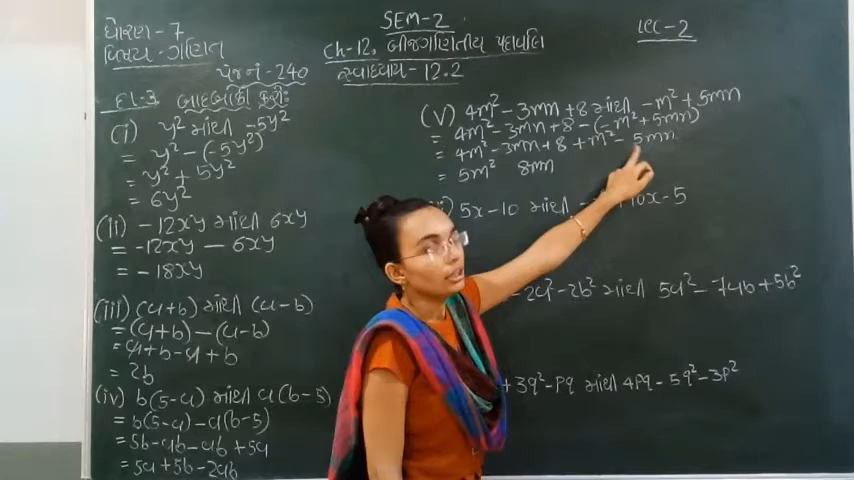 SEM-2
ધોરણ - 7
વિષય - ગણિત
Ch-12. બીજગણિતીય પદાવલિ
lec-2
પેજ નં - 240
સ્વાધ્યાય - 12.2
દા.-3 બાદબાકી કરો:
(i) y² માંથી -5y²
= y² - (-5y²)
= y² + 5y²
= 6y²
(ii) -12xy માંથી 6xy
= -12xy - 6xy
= -18xy
(iii) (a+b) માંથી (a-b)
= (a+b) - (a-b)
= a+b-a+b
= 2b
(iv) b(5-a) માંથી a(b-5)
= b(5-a) - a(b-5)
= 5b-ab-ab+5a
= 5a+5b-2ab
(v) 4m² - 3mn + 8 માંથી -m² + 5mn
= 4m² - 3mn + 8 - (-m² + 5mn)
= 4m² - 3mn + 8 + m² - 5mn
= 5m² 8mn
5x - 10 માંથી 10x - 5
-2a² - 2b² માંથી 5a² - 7ab + 5b²
+ 3q² - pq માંથી 4pq - 5q² - 3p²